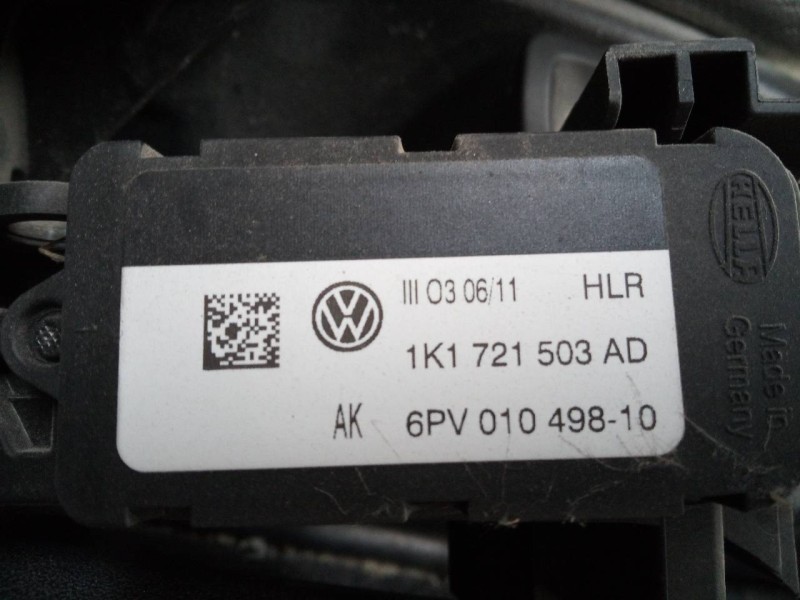 III O3 06/11 HLR
1K1 721 503 AD
AK 6PV 010 498-10
HELLA
Made in
Germany